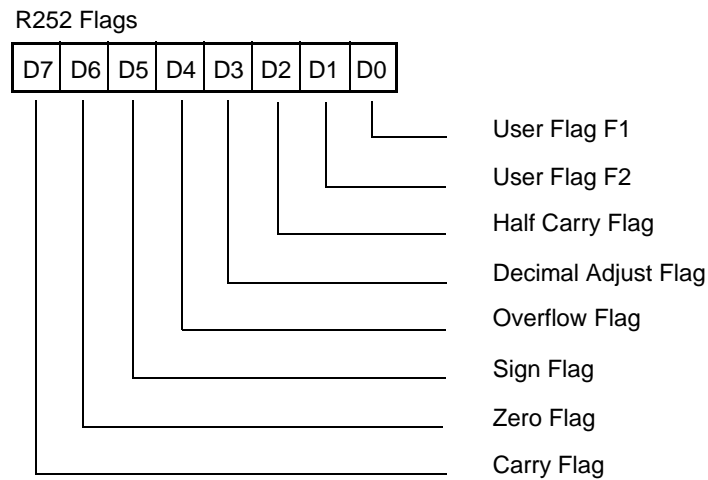 R252 Flags
D7 D6 D5 D4 D3 D2 D1 D0
User Flag F1
User Flag F2
Half Carry Flag
Decimal Adjust Flag
Overflow Flag
Sign Flag
Zero Flag
Carry Flag